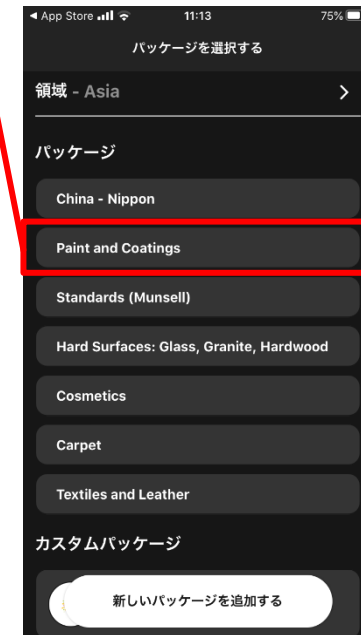 App Store
11:13
75%
パッケージを選択する
領域 - Asia
パッケージ
China - Nippon
Paint and Coatings
Standards (Munsell)
Hard Surfaces: Glass, Granite, Hardwood
Cosmetics
Carpet
Textiles and Leather
カスタムパッケージ
新しいパッケージを追加する